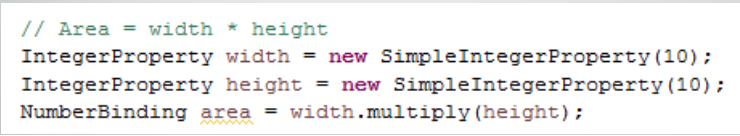 // Area = width * height
IntegerProperty width = new SimpleIntegerProperty(10);
IntegerProperty height = new SimpleIntegerProperty(10);
NumberBinding area = width.multiply(height);